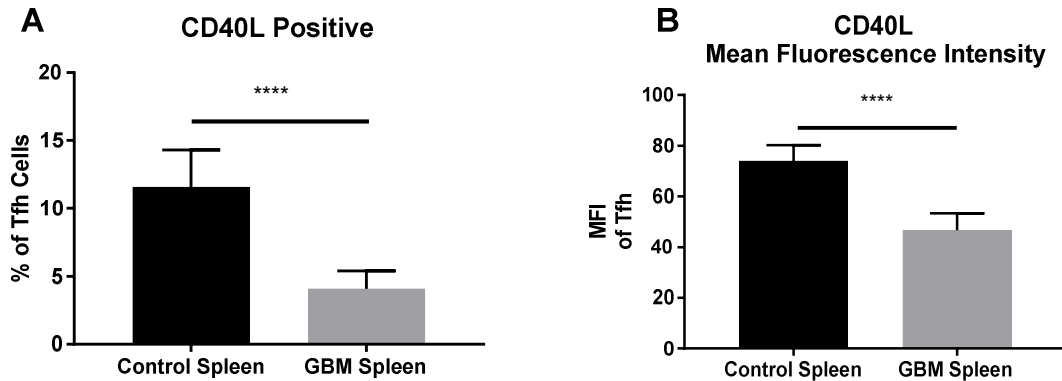 A
CD40L Positive
% of Tfh Cells
20
15
10
5
0
****
Control Spleen
GBM Spleen
B
CD40L
Mean Fluorescence Intensity
MFI
of Tfh
100
80
60
40
20
0
****
Control Spleen
GBM Spleen